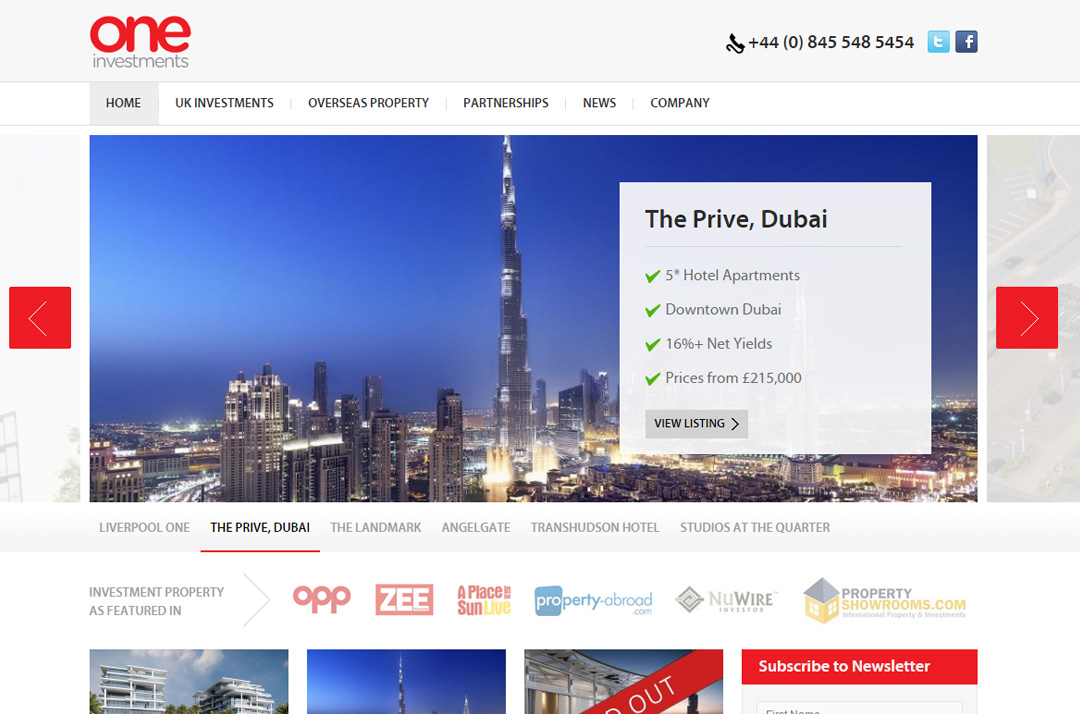 one
investments
+44 (0) 845 548 5454
HOME
UK INVESTMENTS
OVERSEAS PROPERTY
PARTNERSHIPS
NEWS
COMPANY
The Prive, Dubai
5* Hotel Apartments
Downtown Dubai
16%+ Net Yields
Prices from £215,000
VIEW LISTING
LIVERPOOL ONE
THE PRIVE, DUBAI
THE LANDMARK
ANGELGATE
TRANSHUDSON HOTEL
STUDIOS AT THE QUARTER
INVESTMENT PROPERTY
AS FEATURED IN
opp
ZEE
A Place in the
Sun Live
property-abroad
.com
NUWIRE™
INVESTOR
PROPERTY
SHOWROOMS.COM
International Property & Investments
Subscribe to Newsletter
First Name